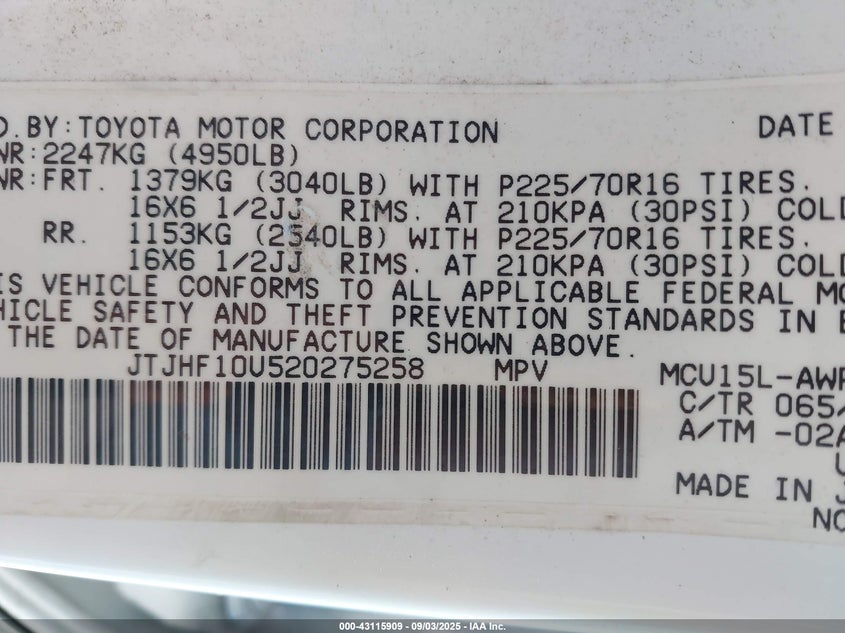 D. BY: TOYOTA MOTOR CORPORATION DATE
NR: 2247KG (4950LB)
NR: FRT. 1379KG (3040LB) WITH P225/70R16 TIRES.
16X6 1/2JJ RIMS. AT 210KPA (30PSI) COLD
RR. 1153KG (2540LB) WITH P225/70R16 TIRES.
16X6 1/2JJ RIMS. AT 210KPA (30PSI) COLD
IS VEHICLE CONFORMS TO ALL APPLICABLE FEDERAL MO
HICLE SAFETY AND THEFT PREVENTION STANDARDS IN E
THE DATE OF MANUFACTURE SHOWN ABOVE.
JTJHF10U520275258 MPV MCU15L-AWP
C/TR 065/
A/TM -02A
U
MADE IN J
NO
000-43115909 - 09/03/2025 - IAA Inc.